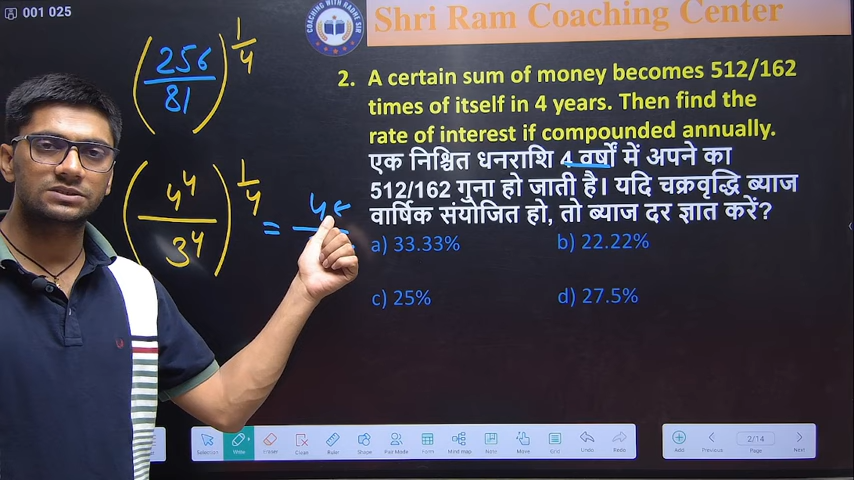 001 025
COACHING WITH RADHE SIR
Shri Ram Coaching Center
(256/81)^1/4
(4^4/3^4)^1/4 = 4
2. A certain sum of money becomes 512/162
times of itself in 4 years. Then find the
rate of interest if compounded annually.
एक निश्चित धनराशि 4 वर्षों में अपने का
512/162 गुना हो जाती है। यदि चक्रवृद्धि ब्याज
वार्षिक संयोजित हो, तो ब्याज दर ज्ञात करें?
a) 33.33% b) 22.22%
c) 25% d) 27.5%
Selection Write Eraser Clean Ruler Shape Pair Mode Form Mind map Note Move Grid Undo Redo
Add Previous 2/14 Next